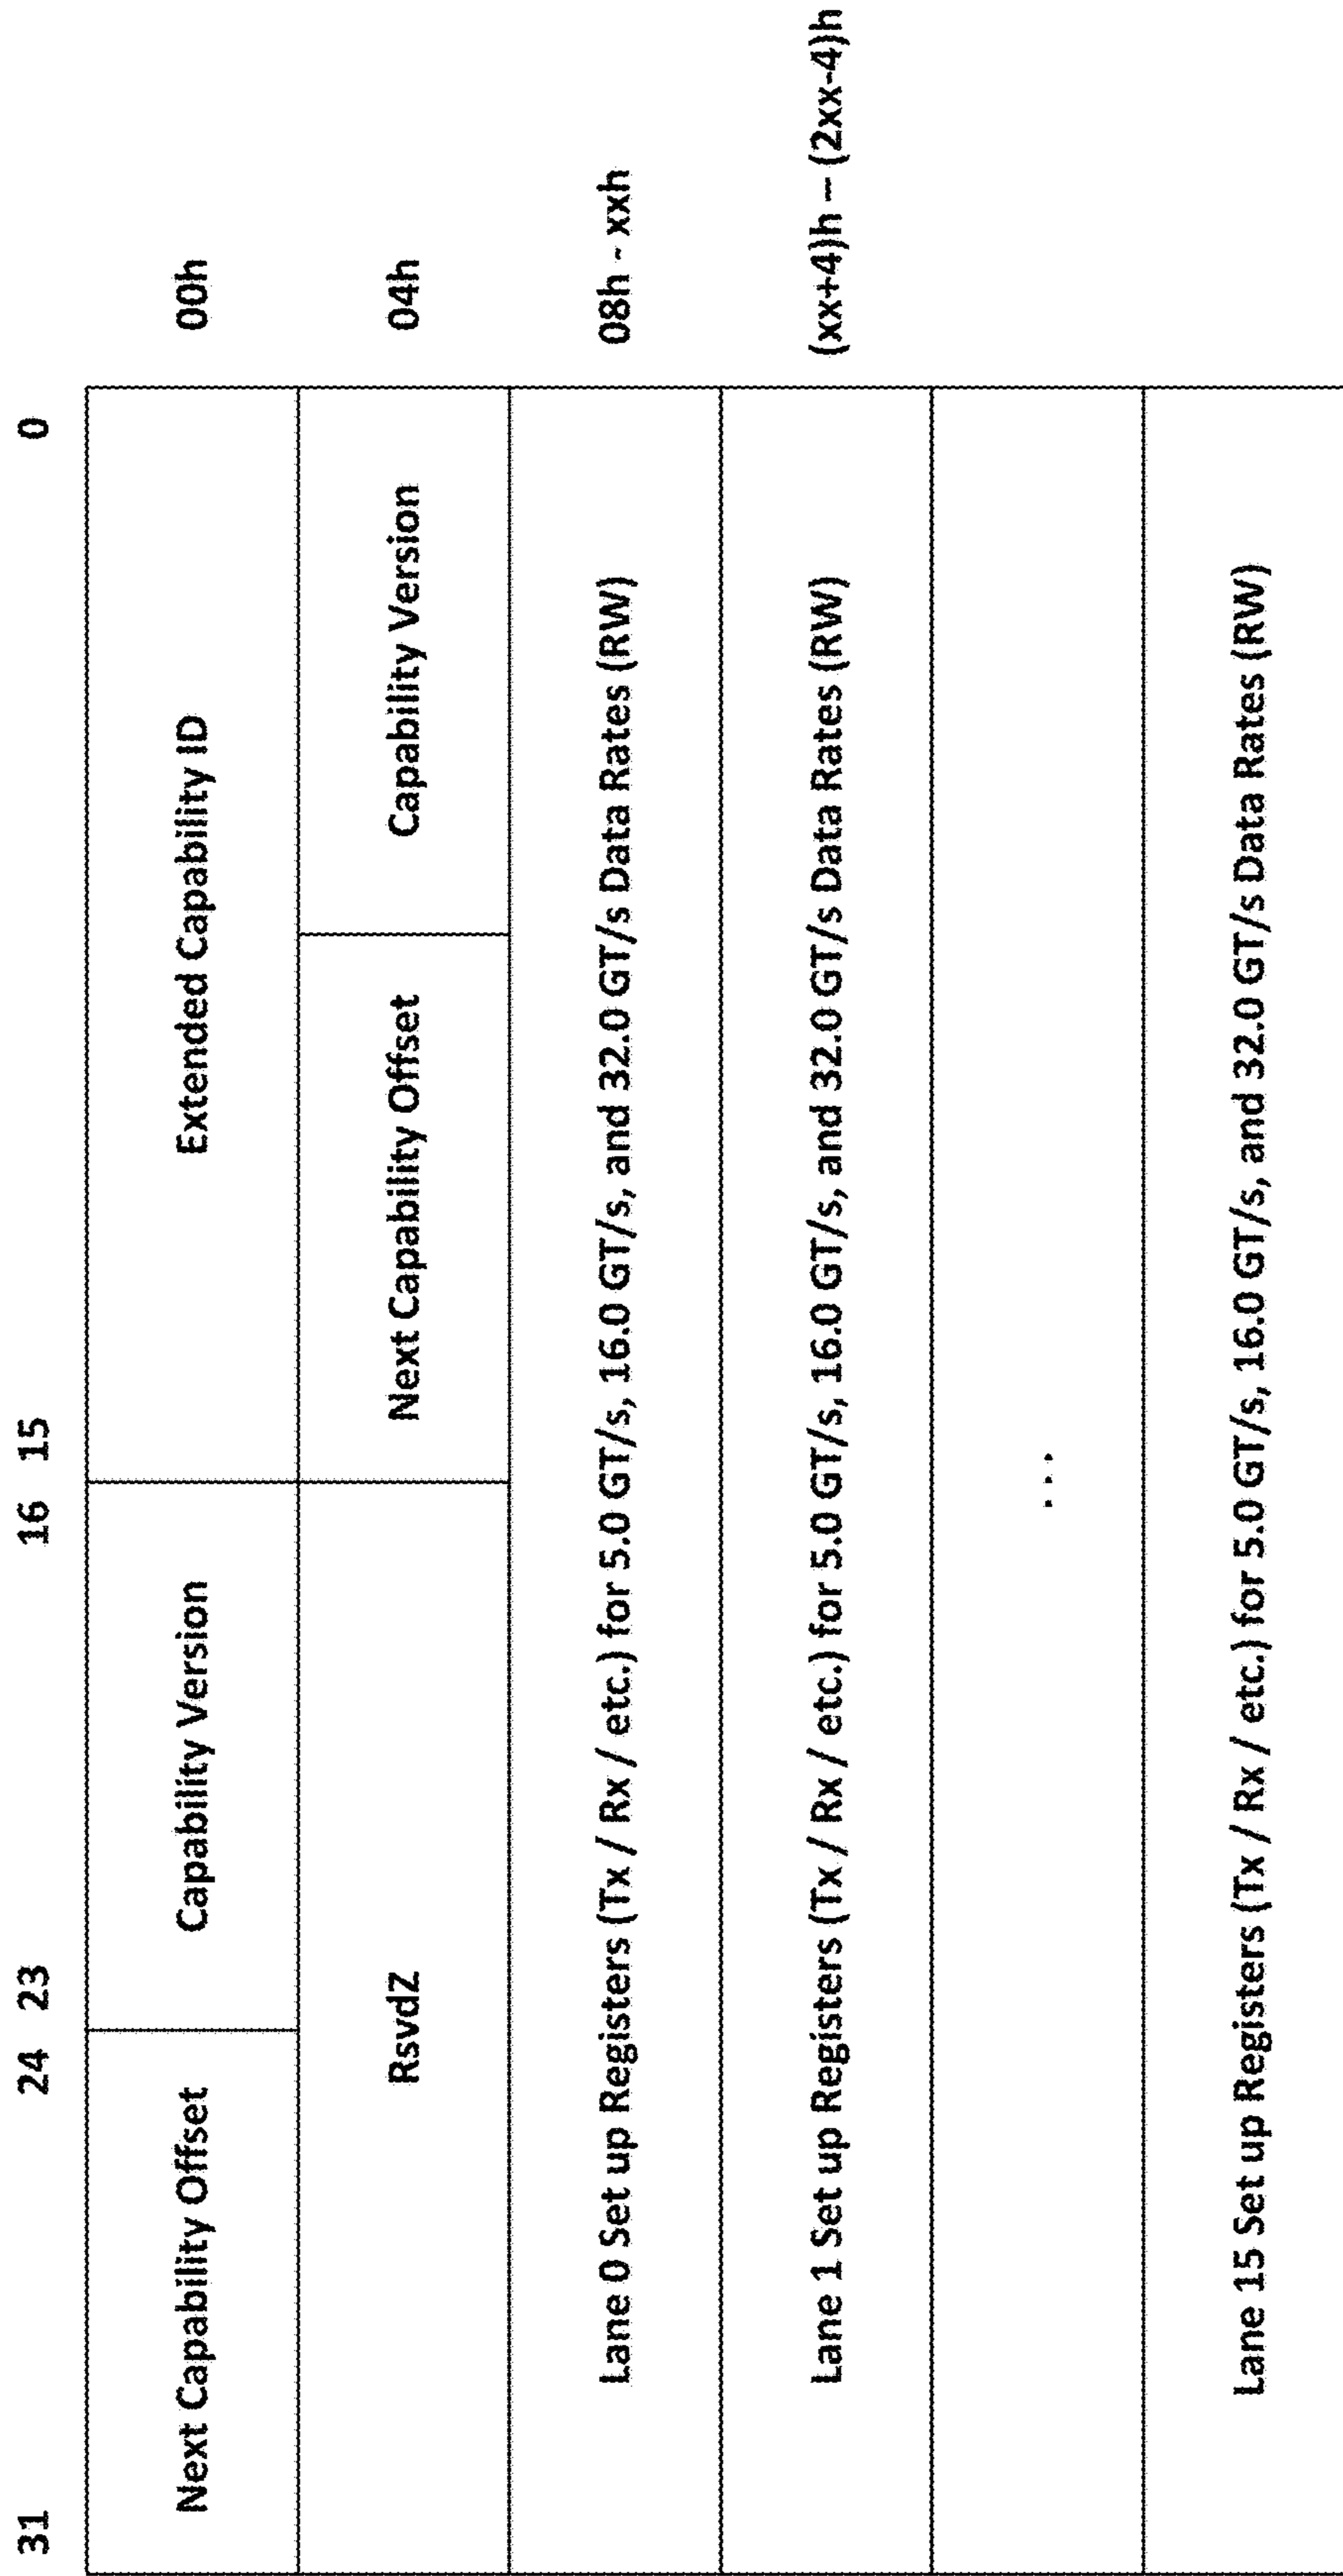 31 24 23 16 15 0
Next Capability Offset Capability Version Extended Capability ID 00h
RsvdZ Next Capability Offset Capability Version 04h
Lane 0 Set up Registers (Tx / Rx / etc.) for 5.0 GT/s, 16.0 GT/s, and 32.0 GT/s Data Rates (RW) 08h - xxh
Lane 1 Set up Registers (Tx / Rx / etc.) for 5.0 GT/s, 16.0 GT/s, and 32.0 GT/s Data Rates (RW) (xx+4)h – (2xx-4)h
...
Lane 15 Set up Registers (Tx / Rx / etc.) for 5.0 GT/s, 16.0 GT/s, and 32.0 GT/s Data Rates (RW)